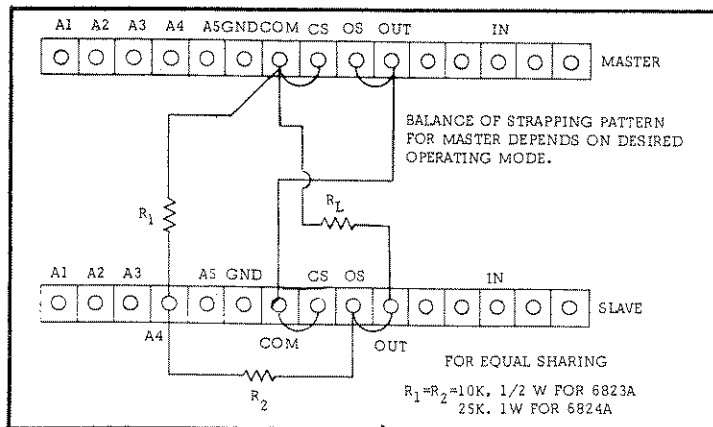 A1 A2 A3 A4 A5 GND COM CS OS OUT IN
MASTER
BALANCE OF STRAPPING PATTERN
FOR MASTER DEPENDS ON DESIRED
OPERATING MODE.
R1
RL
A1 A2 A3 A5 GND CS OS IN
SLAVE
A4 COM OUT
R2
FOR EQUAL SHARING
R1=R2=10K, 1/2 W FOR 6823A
25K. 1W FOR 6824A